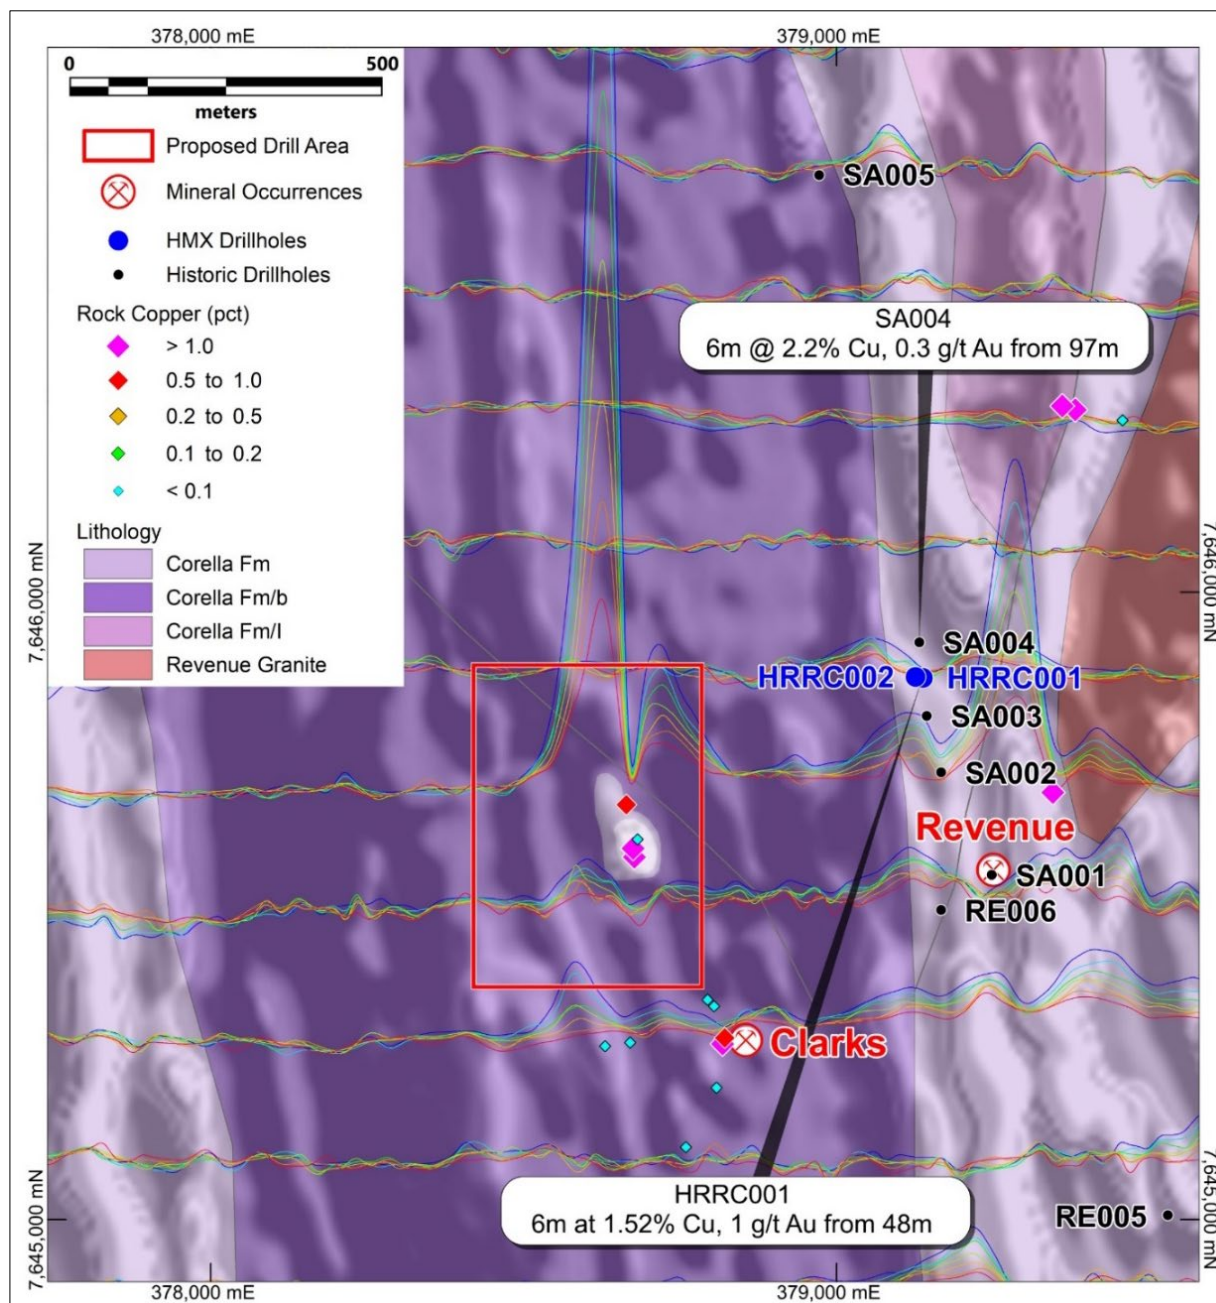 378,000 mE
379,000 mE
0 500
meters
Proposed Drill Area
Mineral Occurrences
HMX Drillholes
Historic Drillholes
Rock Copper (pct)
> 1.0
0.5 to 1.0
0.2 to 0.5
0.1 to 0.2
< 0.1
Lithology
Corella Fm
Corella Fm/b
Corella Fm/l
Revenue Granite
SA005
SA004
6m @ 2.2% Cu, 0.3 g/t Au from 97m
7,646,000 mN
7,646,000 mN
SA004
HRRC002
HRRC001
SA003
SA002
Revenue
SA001
RE006
Clarks
HRRC001
6m at 1.52% Cu, 1 g/t Au from 48m
RE005
7,645,000 mN
7,645,000 mN
378,000 mE
379,000 mE